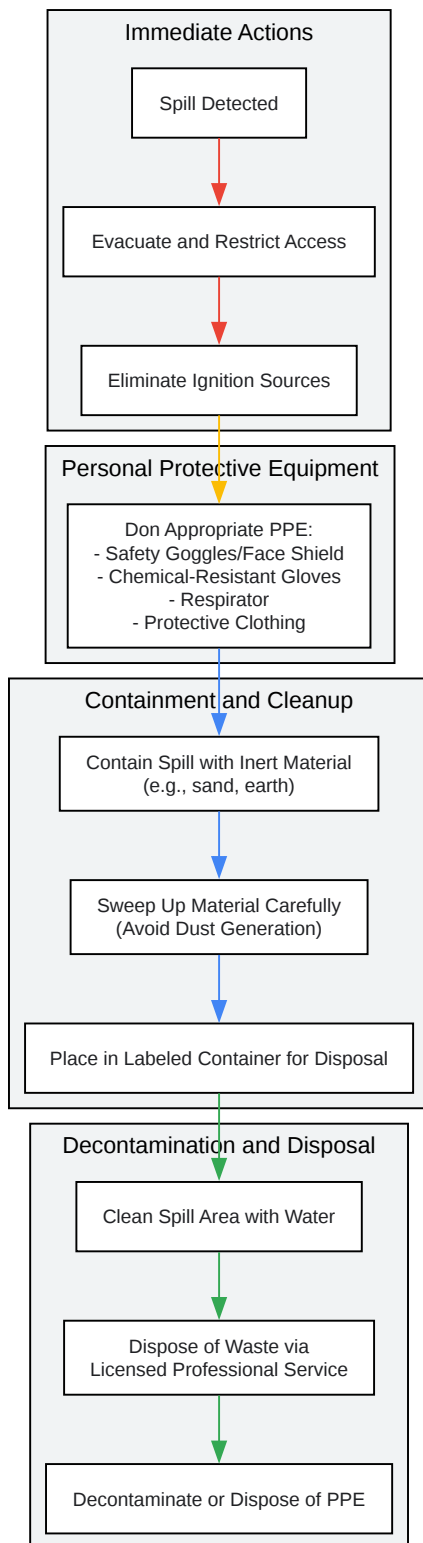 Immediate Actions
Spill Detected
Evacuate and Restrict Access
Eliminate Ignition Sources
Personal Protective Equipment
Don Appropriate PPE:
- Safety Goggles/Face Shield
- Chemical-Resistant Gloves
- Respirator
- Protective Clothing
Containment and Cleanup
Contain Spill with Inert Material
(e.g., sand, earth)
Sweep Up Material Carefully
(Avoid Dust Generation)
Place in Labeled Container for Disposal
Decontamination and Disposal
Clean Spill Area with Water
Dispose of Waste via
Licensed Professional Service
Decontaminate or Dispose of PPE